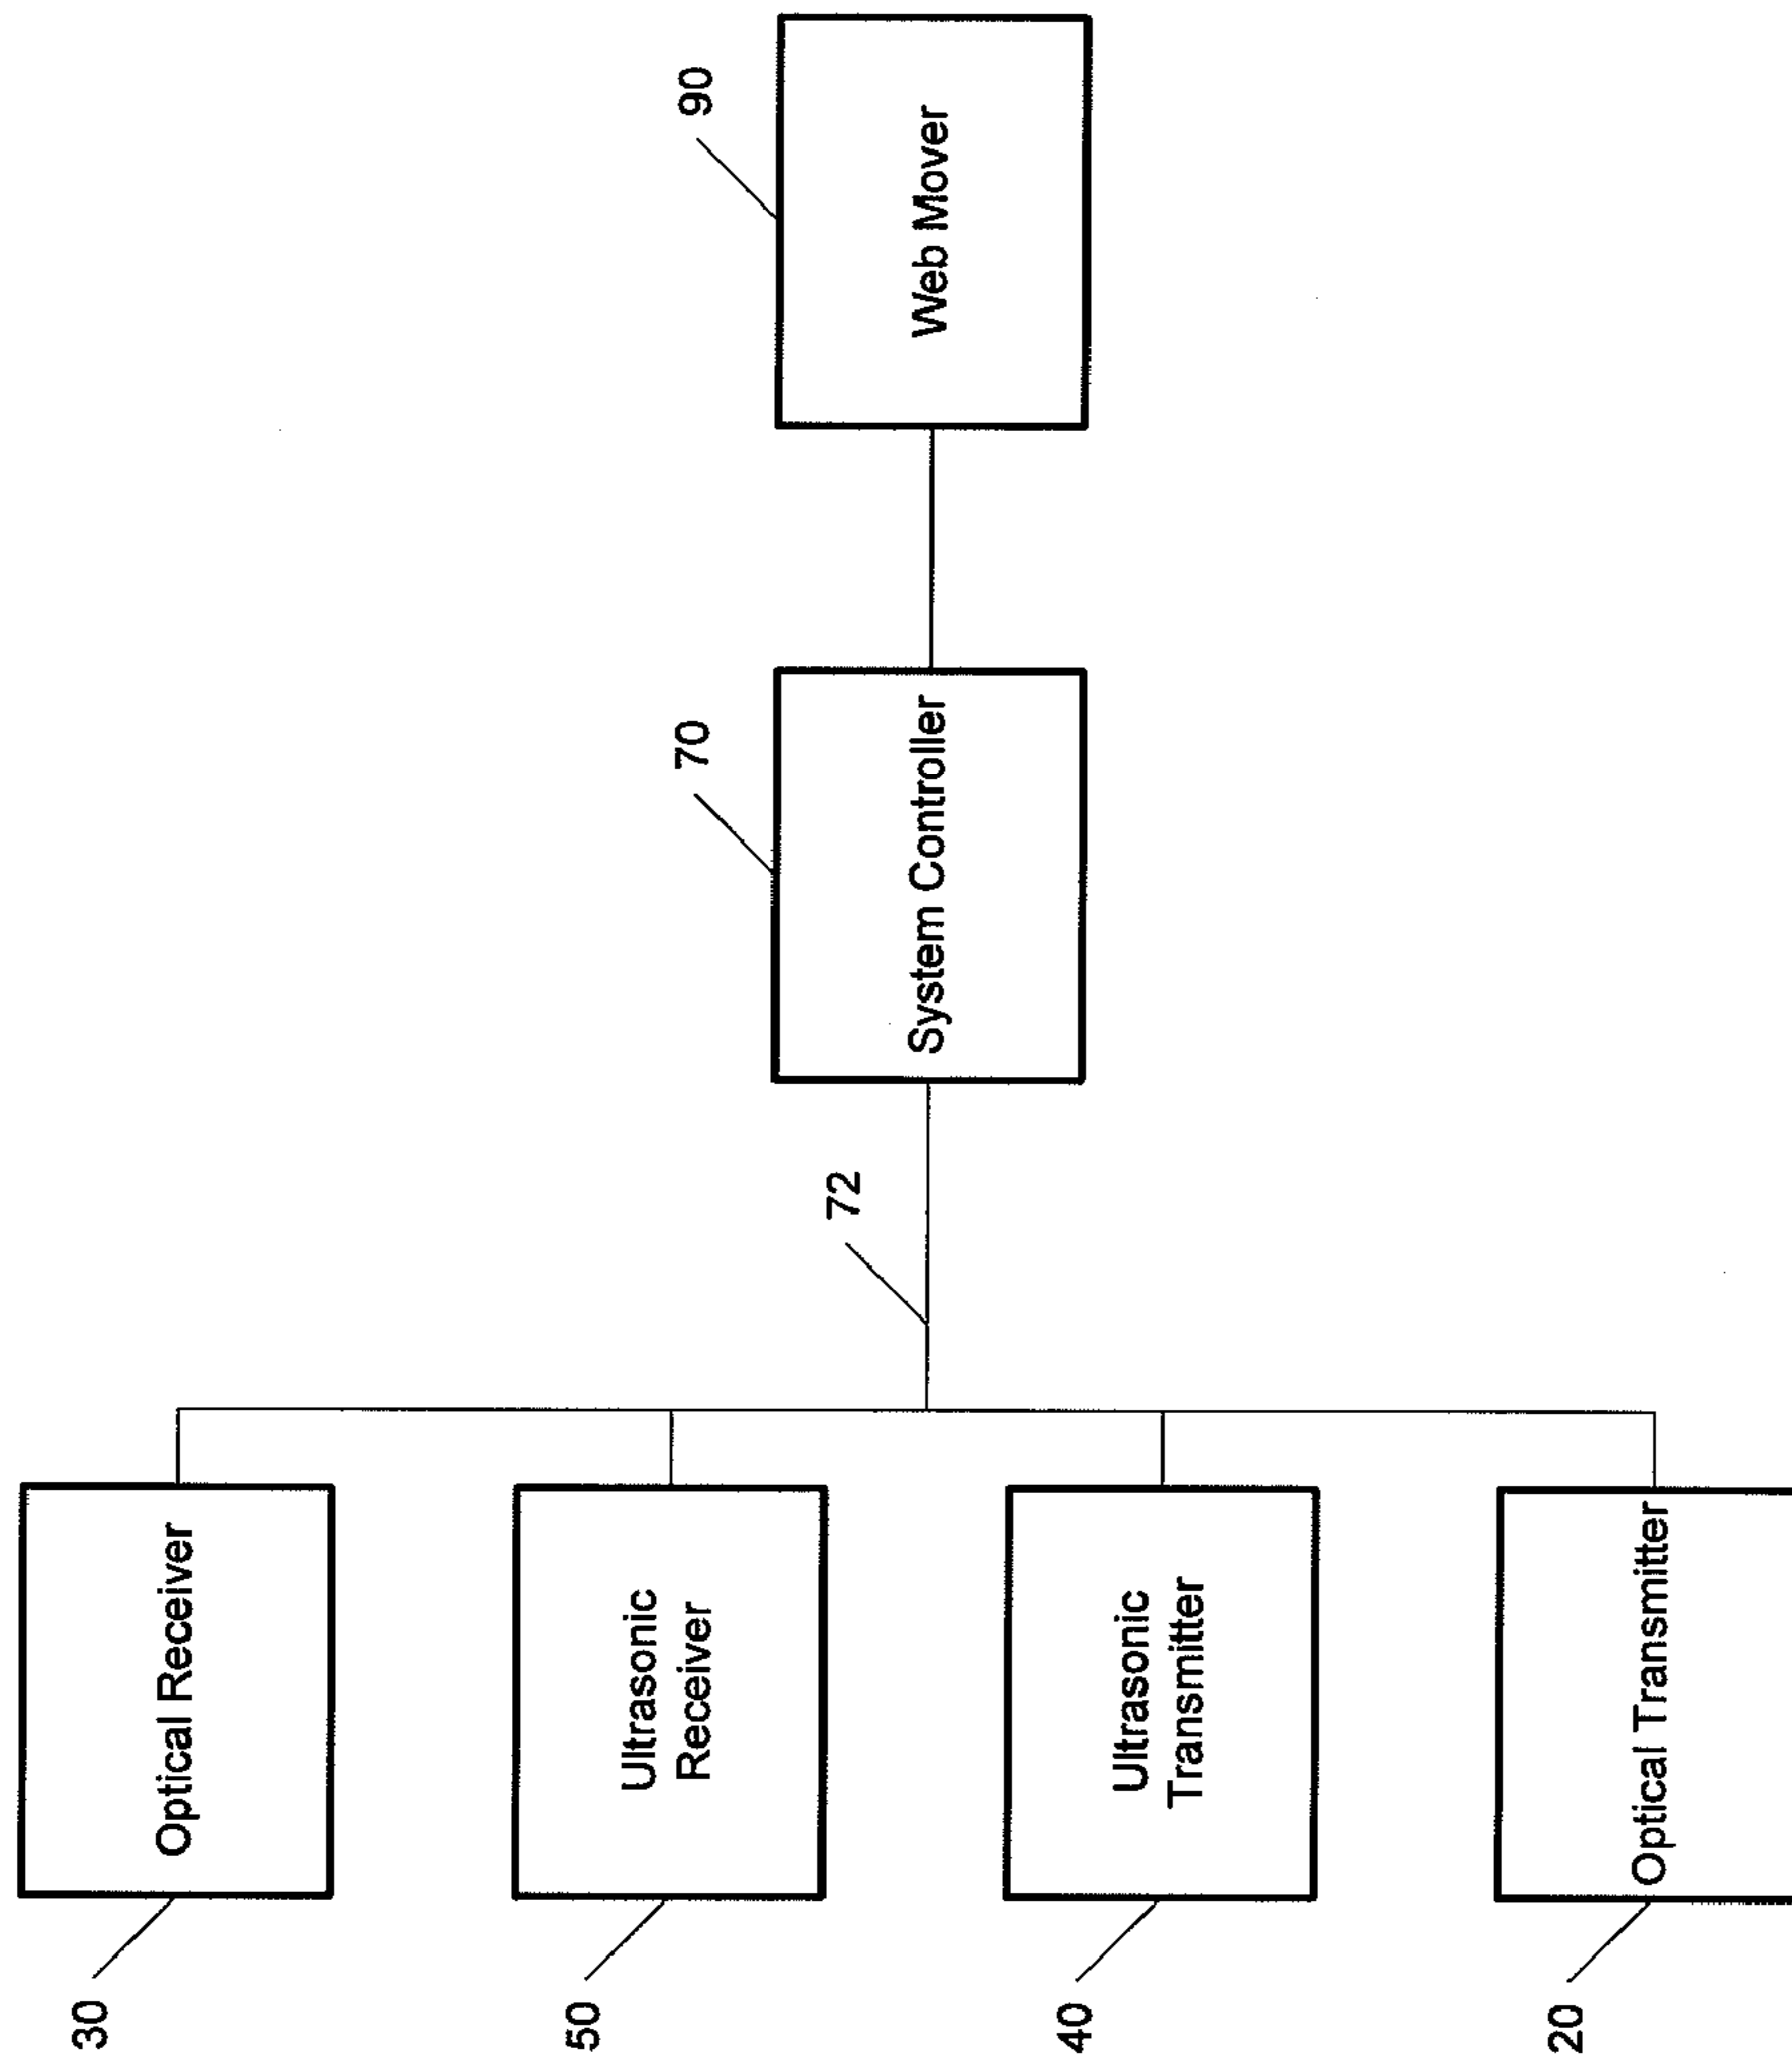 30
Optical Receiver
50
Ultrasonic
Receiver
40
Ultrasonic
Transmitter
20
Optical Transmitter
72
70
System Controller
90
Web Mover